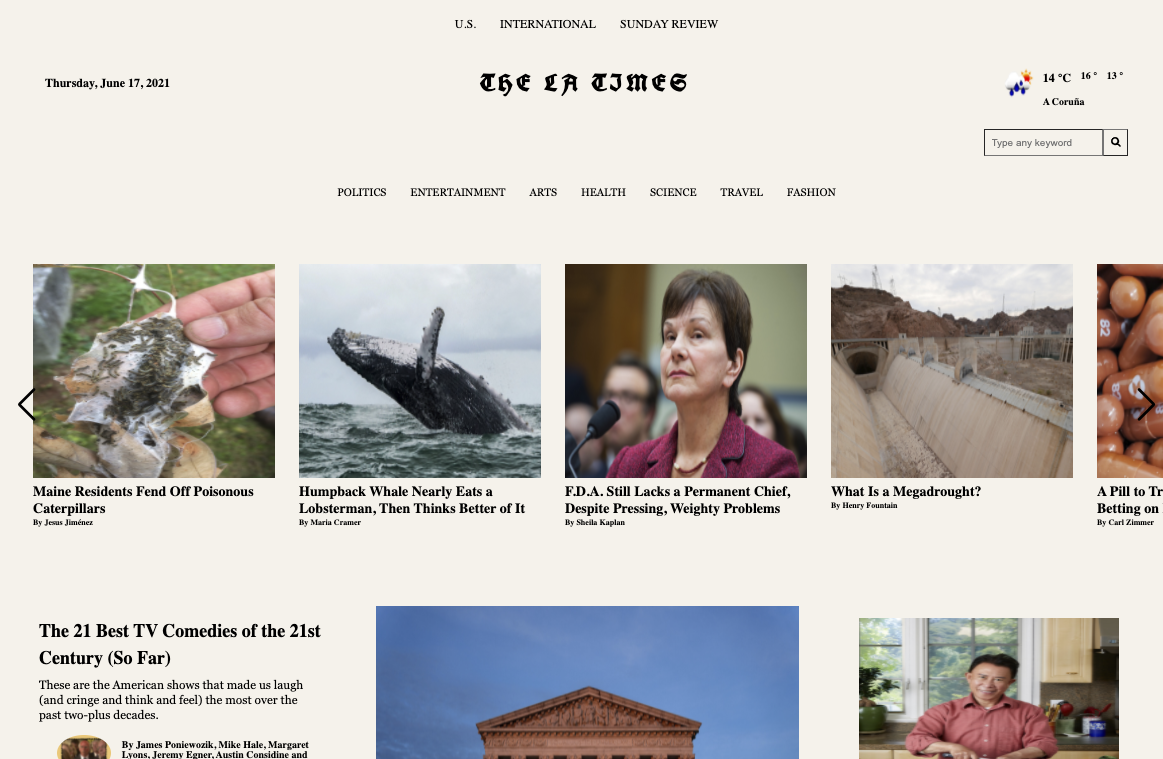 U.S. INTERNATIONAL SUNDAY REVIEW
Thursday, June 17, 2021
THE LA TIMES
14 °C 16 ° 13 °
A Coruña
Type any keyword
POLITICS ENTERTAINMENT ARTS HEALTH SCIENCE TRAVEL FASHION
82
Maine Residents Fend Off Poisonous
Caterpillars
By Jesus Jiménez
Humpback Whale Nearly Eats a
Lobsterman, Then Thinks Better of It
By Maria Cramer
F.D.A. Still Lacks a Permanent Chief,
Despite Pressing, Weighty Problems
By Sheila Kaplan
What Is a Megadrought?
By Henry Fountain
A Pill to Tr
Betting on
By Carl Zimmer
The 21 Best TV Comedies of the 21st
Century (So Far)
These are the American shows that made us laugh
(and cringe and think and feel) the most over the
past two-plus decades.
By James Poniewozik, Mike Hale, Margaret
Lyons, Jeremy Egner, Austin Considine and